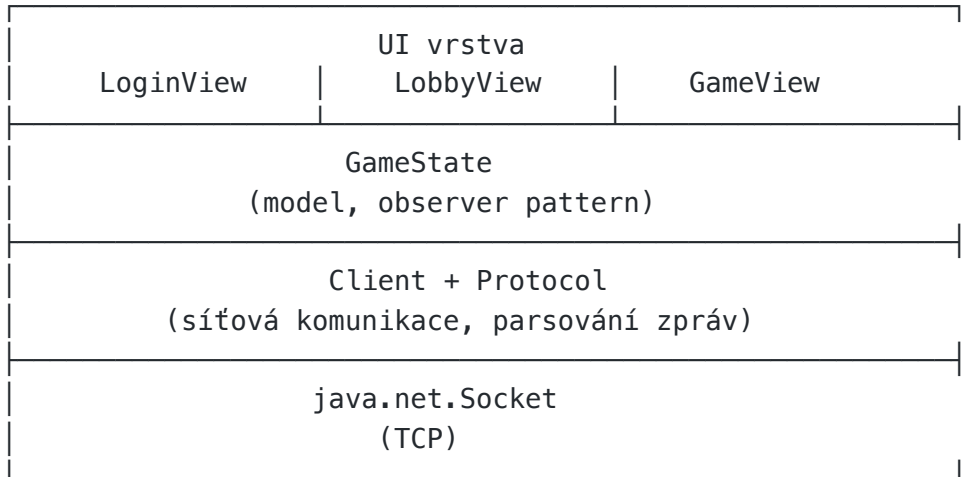 UI vrstva
LoginView LobbyView GameView
GameState
(model, observer pattern)
Client + Protocol
(síťová komunikace, parsování zpráv)
java.net.Socket
(TCP)